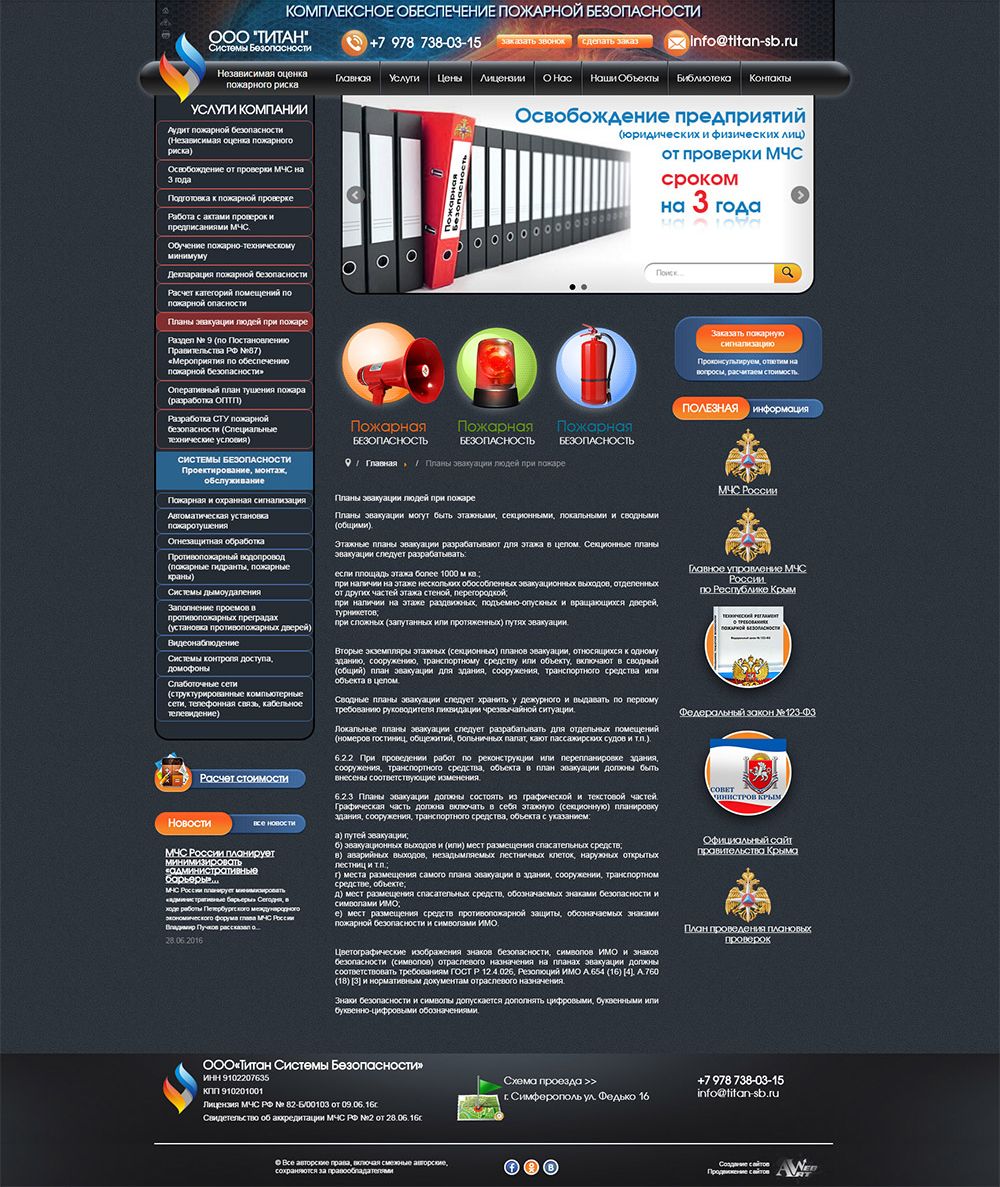 КОМПЛЕКСНОЕ ОБЕСПЕЧЕНИЕ ПОЖАРНОЙ БЕЗОПАСНОСТИ
ООО "ТИТАН"
Системы Безопасности
+7 978 738-03-15
заказать звонок
сделать заказ
info@titan-sb.ru
Независимая оценка
пожарного риска
Главная
Услуги
Цены
Лицензии
О Нас
Наши Объекты
Библиотека
Контакты
УСЛУГИ КОМПАНИИ
Аудит пожарной безопасности
(Независимая оценка пожарного
риска)
Освобождение от проверки МЧС на
3 года
Подготовка к пожарной проверке
Работа с актами проверок и
предписаниями МЧС.
Обучение пожарно-техническому
минимуму
Декларация пожарной безопасности
Расчет категорий помещений по
пожарной опасности
Планы эвакуации людей при пожаре
Раздел № 9 (по Постановлению
Правительства РФ №87)
«Мероприятия по обеспечению
пожарной безопасности»
Оперативный план тушения пожара
(разработка ОПТП)
Разработка СТУ пожарной
безопасности (Специальные
технические условия)
СИСТЕМЫ БЕЗОПАСНОСТИ
Проектирование, монтаж,
обслуживание
Пожарная и охранная сигнализация
Автоматическая установка
пожаротушения
Огнезащитная обработка
Противопожарный водопровод
(пожарные гидранты, пожарные
краны)
Системы дымоудаления
Заполнение проемов в
противопожарных преградах
(установка противопожарных дверей)
Видеонаблюдение
Системы контроля доступа,
домофоны
Слаботочные сети
(структурированные компьютерные
сети, телефонная связь, кабельное
телевидение)
Расчет стоимости
Новости
все новости
МЧС России планирует
минимизировать
«административные
барьеры»...
МЧС России планирует минимизировать
«административные барьеры» Сегодня, в
ходе работы Петербургского международного
экономического форума глава МЧС России
Владимир Пучков рассказал о...
28.06.2016
Пожарная
Безопасность
Освобождение предприятий
(юридических и физических лиц)
от проверки МЧС
сроком
на 3 года
Поиск...
Пожарная
БЕЗОПАСНОСТЬ
Пожарная
БЕЗОПАСНОСТЬ
Пожарная
БЕЗОПАСНОСТЬ
/ Главная / Планы эвакуации людей при пожаре
Планы эвакуации людей при пожаре
Планы эвакуации могут быть этажными, секционными, локальными и сводными
(общими).
Этажные планы эвакуации разрабатывают для этажа в целом. Секционные планы
эвакуации следует разрабатывать:
если площадь этажа более 1000 м кв.;
при наличии на этаже нескольких обособленных эвакуационных выходов, отделенных
от других частей этажа стеной, перегородкой;
при наличии на этаже раздвижных, подъемно-опускных и вращающихся дверей,
турникетов;
при сложных (запутанных или протяженных) путях эвакуации.
Вторые экземпляры этажных (секционных) планов эвакуации, относящихся к одному
зданию, сооружению, транспортному средству или объекту, включают в сводный
(общий) план эвакуации для здания, сооружения, транспортного средства или
объекта в целом.
Сводные планы эвакуации следует хранить у дежурного и выдавать по первому
требованию руководителя ликвидации чрезвычайной ситуации.
Локальные планы эвакуации следует разрабатывать для отдельных помещений
(номеров гостиниц, общежитий, больничных палат, кают пассажирских судов и т.п.).
6.2.2 При проведении работ по реконструкции или перепланировке здания,
сооружения, транспортного средства, объекта в план эвакуации должны быть
внесены соответствующие изменения.
6.2.3 Планы эвакуации должны состоять из графической и текстовой частей.
Графическая часть должна включать в себя этажную (секционную) планировку
здания, сооружения, транспортного средства, объекта с указанием:
а) путей эвакуации;
б) эвакуационных выходов и (или) мест размещения спасательных средств;
в) аварийных выходов, незадымляемых лестничных клеток, наружных открытых
лестниц и т.п.;
г) места размещения самого плана эвакуации в здании, сооружении, транспортном
средстве, объекте;
д) мест размещения спасательных средств, обозначаемых знаками безопасности и
символами ИМО;
е) мест размещения средств противопожарной защиты, обозначаемых знаками
пожарной безопасности и символами ИМО.
Цветографические изображения знаков безопасности, символов ИМО и знаков
безопасности (символов) отраслевого назначения на планах эвакуации должны
соответствовать требованиям ГОСТ Р 12.4.026, Резолюций ИМО А.654 (16) [4], А.760
(18) [3] и нормативным документам отраслевого назначения.
Знаки безопасности и символы допускается дополнять цифровыми, буквенными или
буквенно-цифровыми обозначениями.
Заказать пожарную
сигнализацию
Проконсультируем, ответим на
вопросы, расчитаем стоимость.
ПОЛЕЗНАЯ
информация
МЧС России
Главное управление МЧС
России
по Республике Крым
ТЕХНИЧЕСКИЙ РЕГЛАМЕНТ
О ТРЕБОВАНИЯХ
ПОЖАРНОЙ БЕЗОПАСНОСТИ
Федеральный закон № 123-ФЗ
Федеральный закон №123-ФЗ
СОВЕТ
МИНИСТРОВ КРЫМ
Официальный сайт
правительства Крыма
План проведения плановых
проверок
ООО«Титан Системы Безопасности»
ИНН 9102207635
КПП 910201001
Лицензия МЧС РФ № 82-Б/00103 от 09.06.16г.
Свидетельство об аккредитации МЧС РФ №2 от 28.06.16г.
Схема проезда >>
г. Симферополь ул. Федько 16
+7 978 738-03-15
info@titan-sb.ru
© Все авторские права, включая смежные авторские,
сохраняются за правообладателями
Создание сайтов
Продвижение сайтов
AWEB
ART